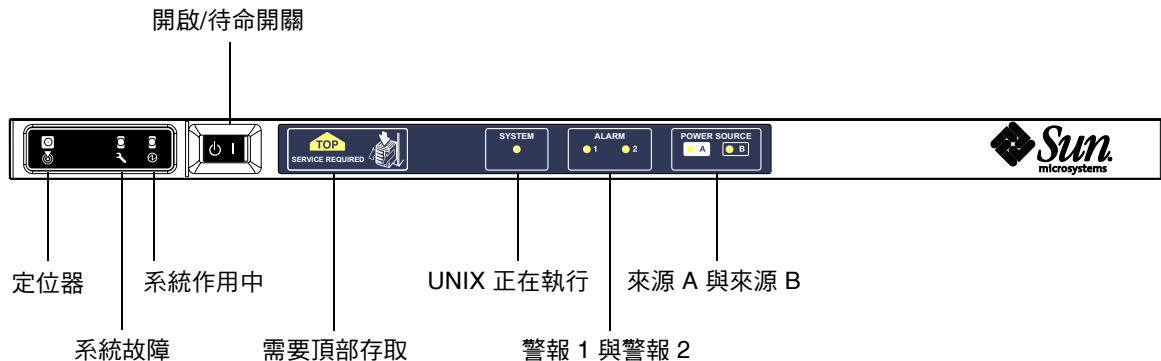 開啟/待命開關
TOP
SERVICE REQUIRED
SYSTEM
ALARM
1 2
POWER SOURCE
A B
Sun
microsystems
定位器
系統作用中
UNIX 正在執行
來源 A 與來源 B
系統故障
需要頂部存取
警報 1 與警報 2